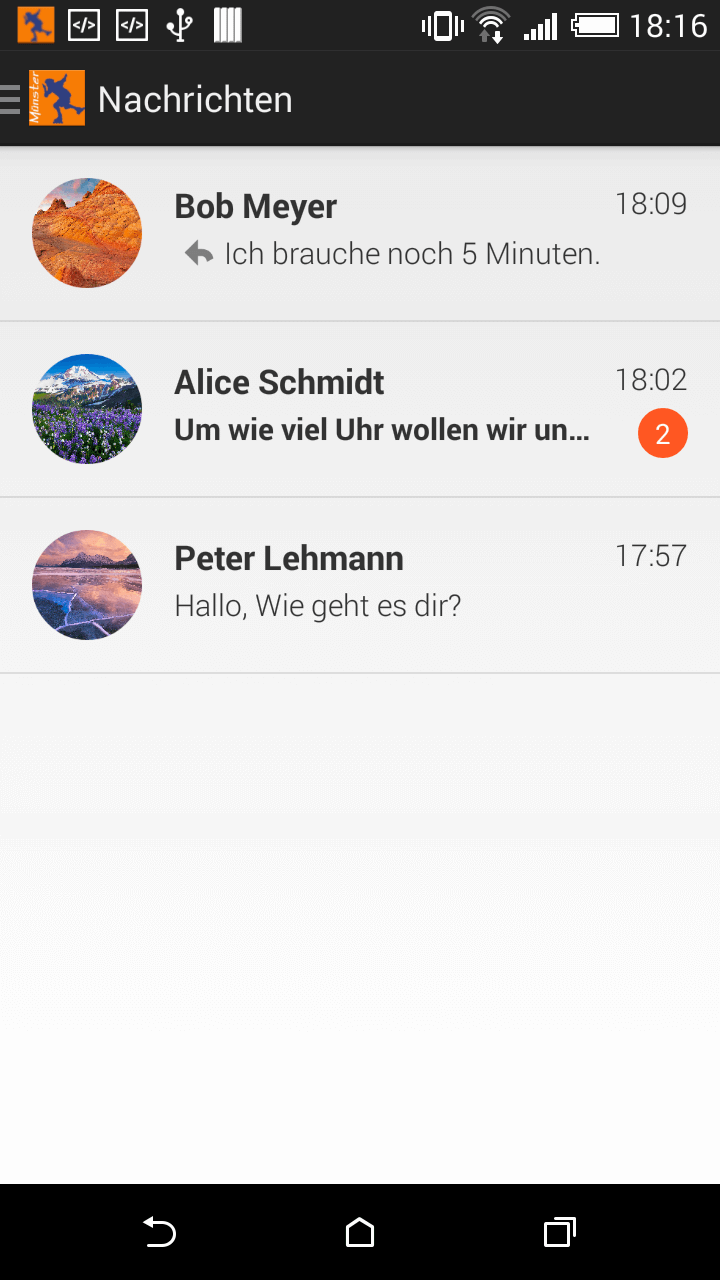 18:16
Münster
Nachrichten
Bob Meyer
18:09
Ich brauche noch 5 Minuten.
Alice Schmidt
18:02
Um wie viel Uhr wollen wir un...
2
Peter Lehmann
17:57
Hallo, Wie geht es dir?